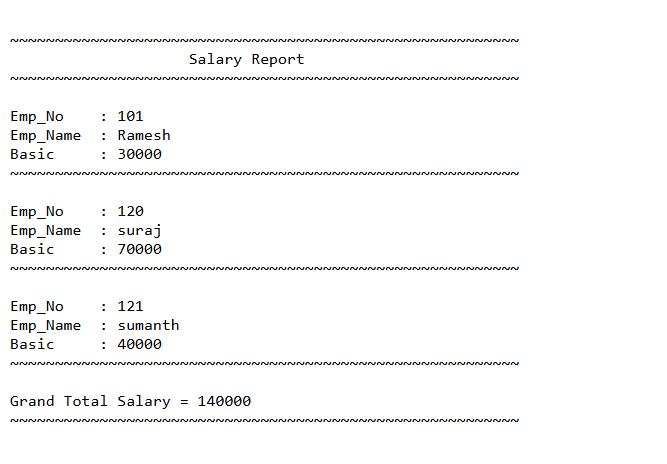 ~~~~~~~~~~~~~~~~~~~~~~~~~~~~~~~~~~~~~~~~~~~~~~~~~~~~~~~~~
Salary Report
~~~~~~~~~~~~~~~~~~~~~~~~~~~~~~~~~~~~~~~~~~~~~~~~~~~~~~~~~
Emp_No    : 101
Emp_Name  : Ramesh
Basic     : 30000
~~~~~~~~~~~~~~~~~~~~~~~~~~~~~~~~~~~~~~~~~~~~~~~~~~~~~~~~~
Emp_No    : 120
Emp_Name  : suraj
Basic     : 70000
~~~~~~~~~~~~~~~~~~~~~~~~~~~~~~~~~~~~~~~~~~~~~~~~~~~~~~~~~
Emp_No    : 121
Emp_Name  : sumanth
Basic     : 40000
~~~~~~~~~~~~~~~~~~~~~~~~~~~~~~~~~~~~~~~~~~~~~~~~~~~~~~~~~
Grand Total Salary = 140000
~~~~~~~~~~~~~~~~~~~~~~~~~~~~~~~~~~~~~~~~~~~~~~~~~~~~~~~~~